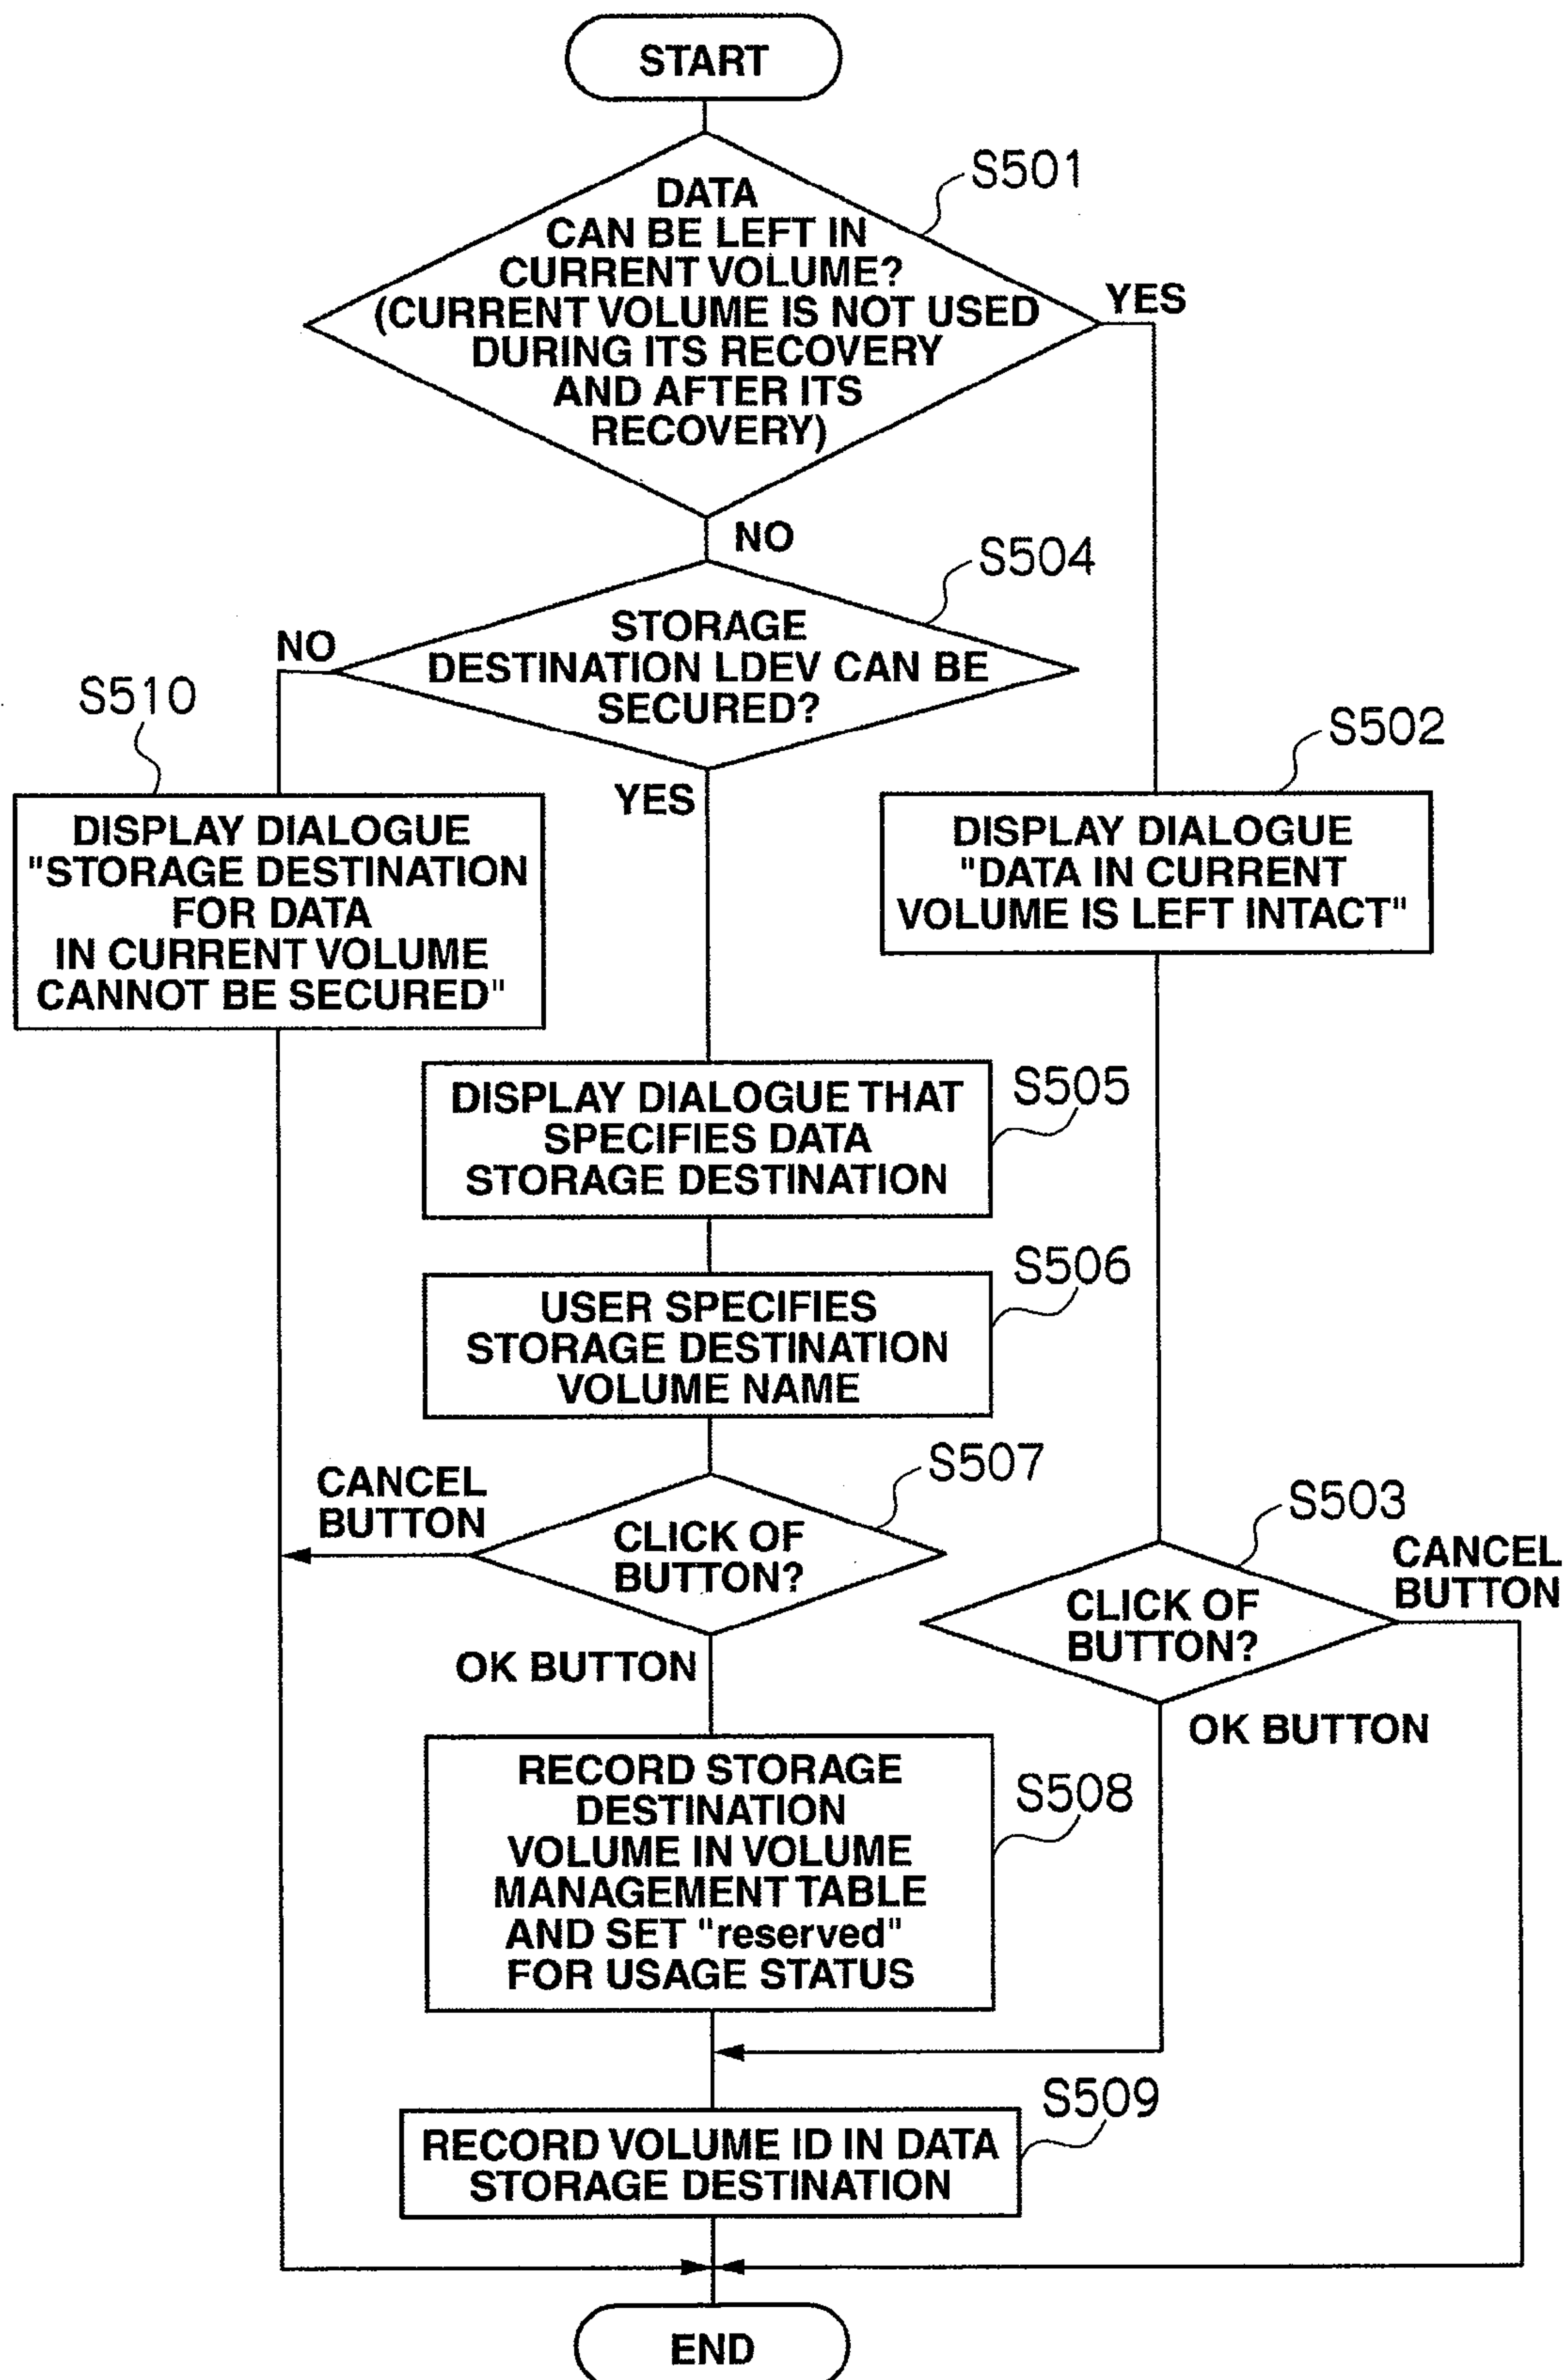 START
S501
DATA
CAN BE LEFT IN
CURRENT VOLUME?
(CURRENT VOLUME IS NOT USED
DURING ITS RECOVERY
AND AFTER ITS
RECOVERY)
YES
NO
S504
STORAGE
DESTINATION LDEV CAN BE
SECURED?
NO
YES
S510
DISPLAY DIALOGUE
"STORAGE DESTINATION
FOR DATA
IN CURRENT VOLUME
CANNOT BE SECURED"
S502
DISPLAY DIALOGUE
"DATA IN CURRENT
VOLUME IS LEFT INTACT"
S505
DISPLAY DIALOGUE THAT
SPECIFIES DATA
STORAGE DESTINATION
S506
USER SPECIFIES
STORAGE DESTINATION
VOLUME NAME
S507
CANCEL
BUTTON
CLICK OF
BUTTON?
OK BUTTON
S503
CANCEL
BUTTON
CLICK OF
BUTTON?
OK BUTTON
S508
RECORD STORAGE
DESTINATION
VOLUME IN VOLUME
MANAGEMENT TABLE
AND SET "reserved"
FOR USAGE STATUS
S509
RECORD VOLUME ID IN DATA
STORAGE DESTINATION
END